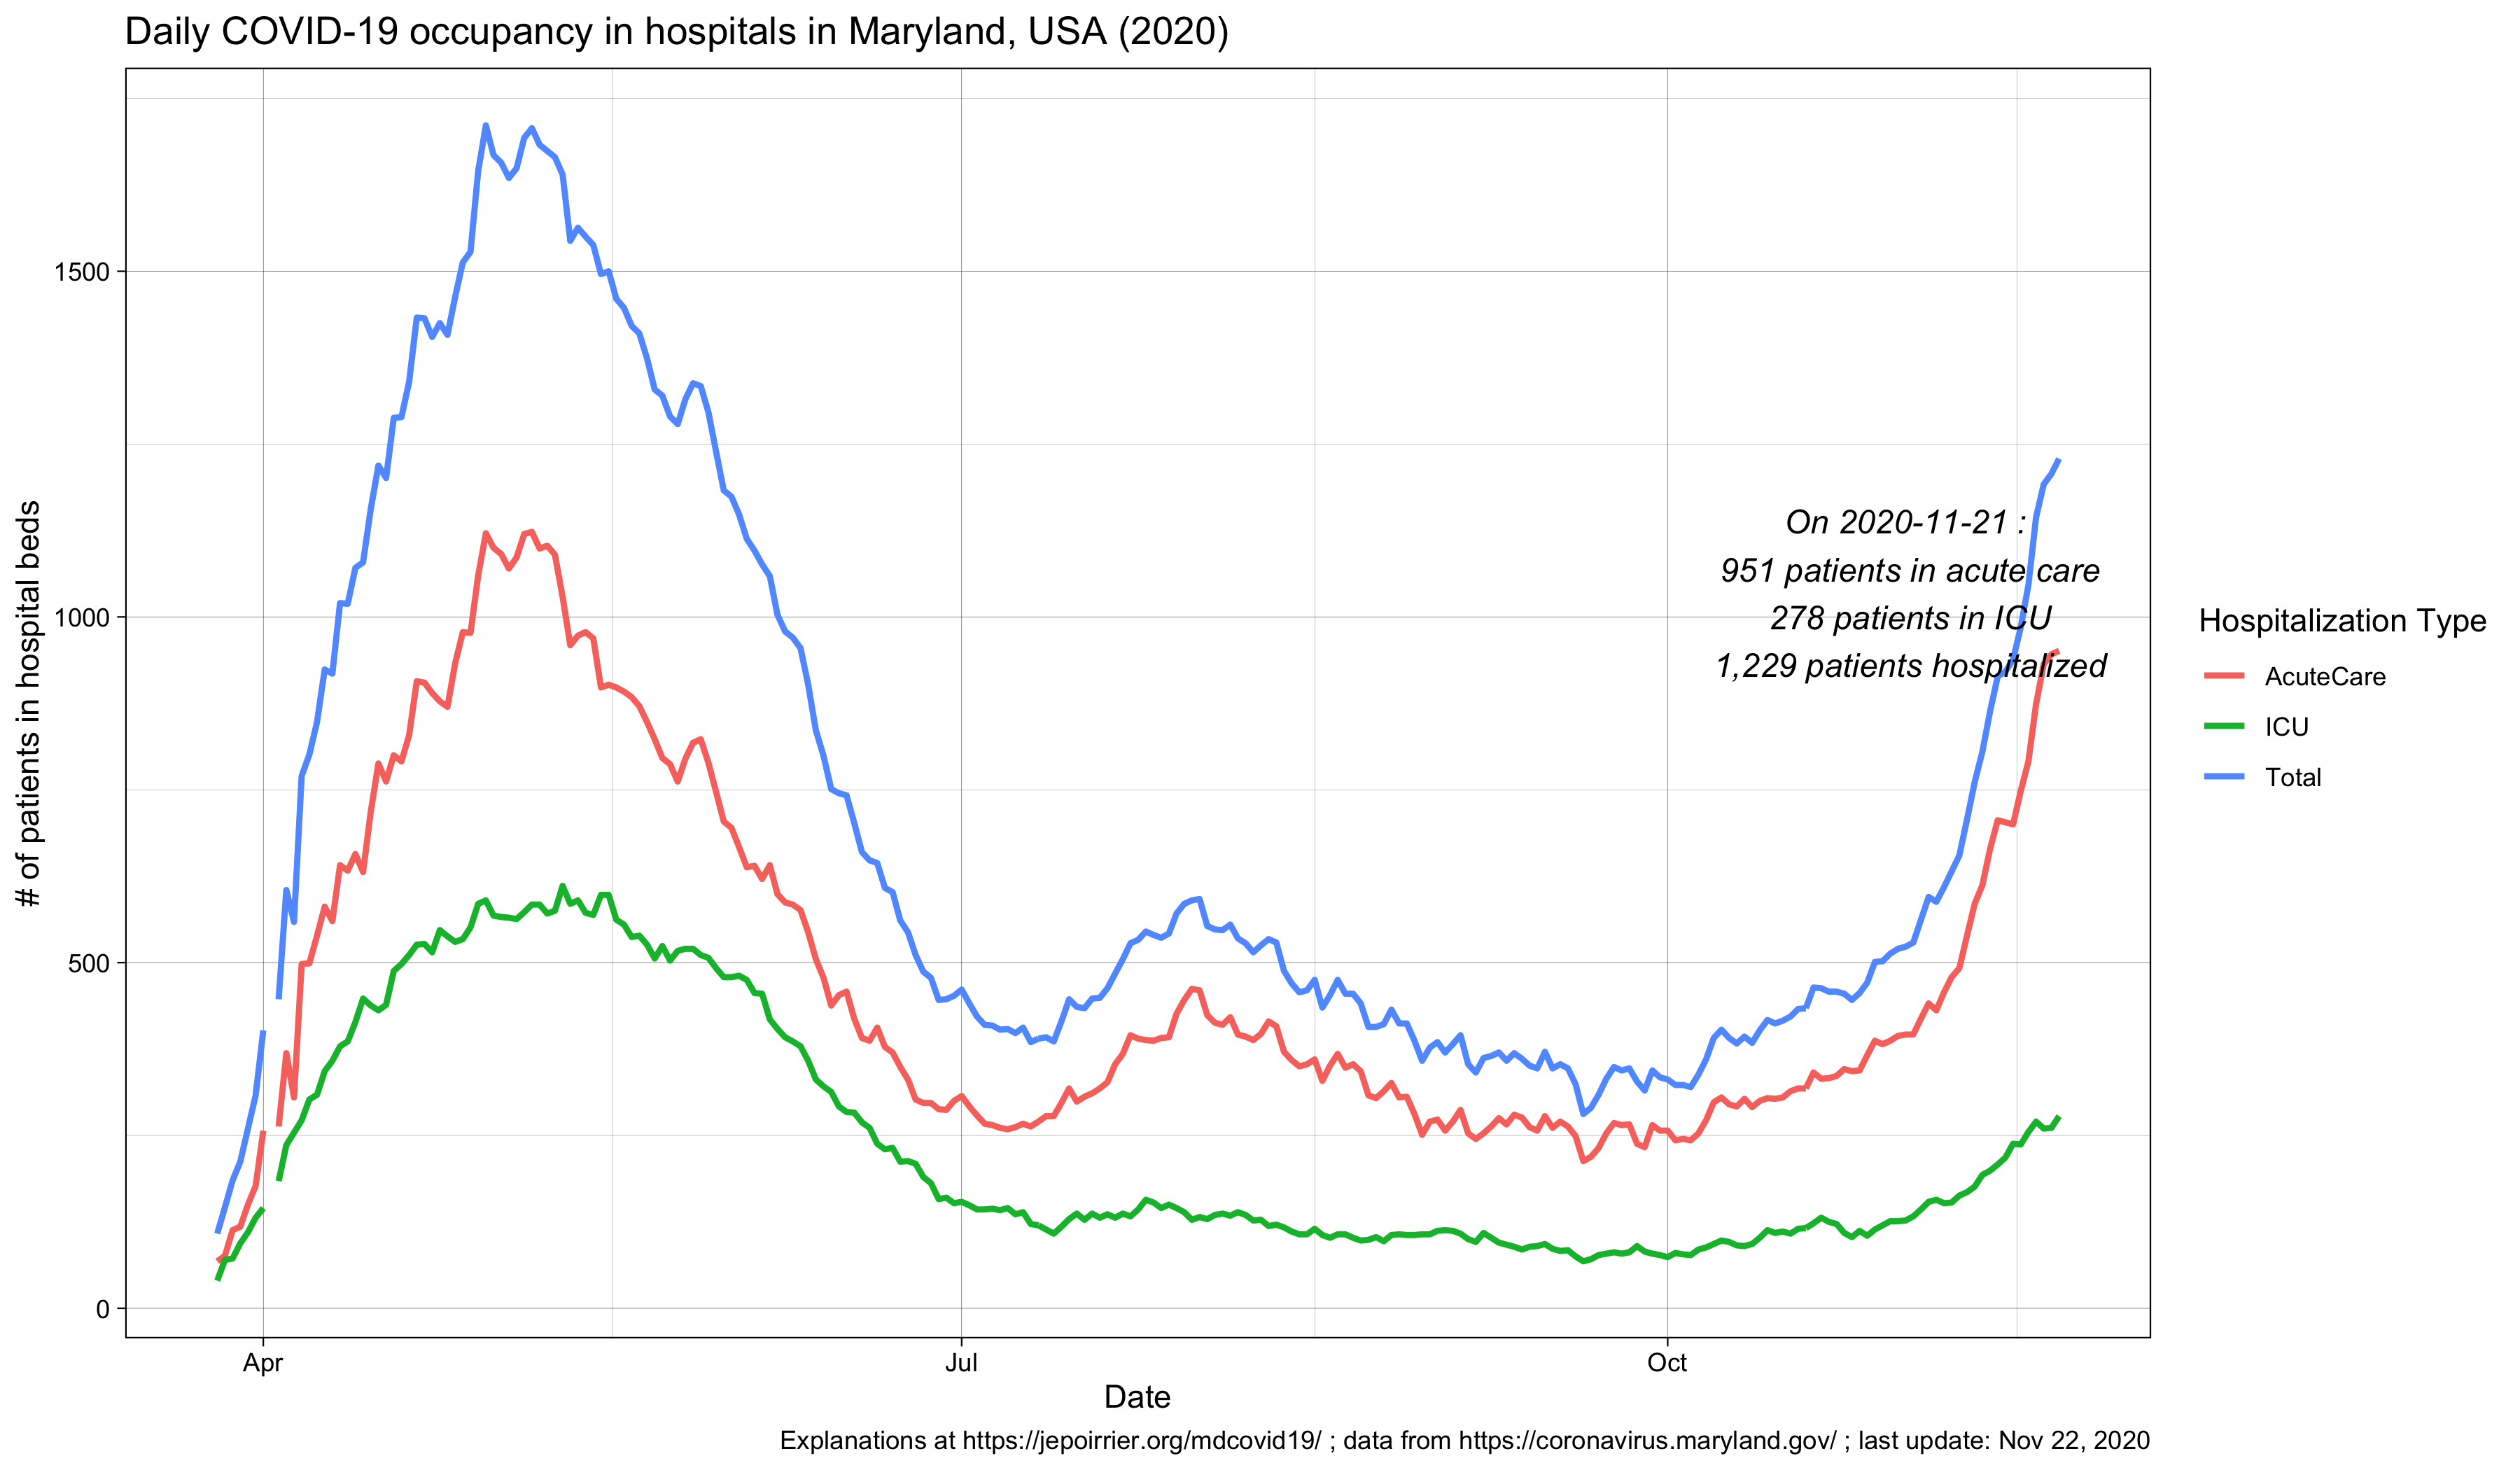 Daily COVID-19 occupancy in hospitals in Maryland, USA (2020)
# of patients in hospital beds
1500
1000
500
0
On 2020-11-21 :
951 patients in acute care
278 patients in ICU
1,229 patients hospitalized
Hospitalization Type
AcuteCare
ICU
Total
Apr
Jul
Oct
Date
Explanations at https://jepoirrier.org/mdcovid19/ ; data from https://coronavirus.maryland.gov/ ; last update: Nov 22, 2020